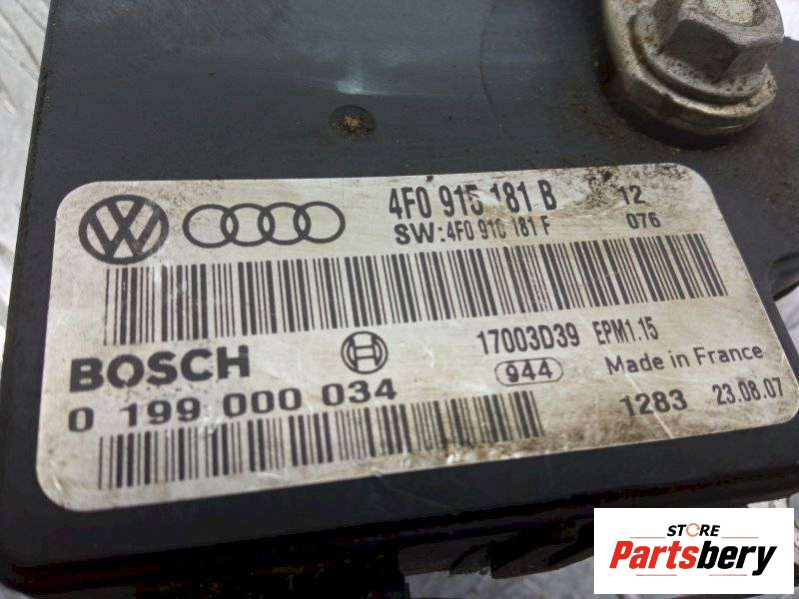 4F0 915 181 B 12
SW: 4F0 910 181 F 076
17003D39 EPM1.15
BOSCH
944 Made in France
0 199 000 034
1283 23.08.07
STORE
Partsbery